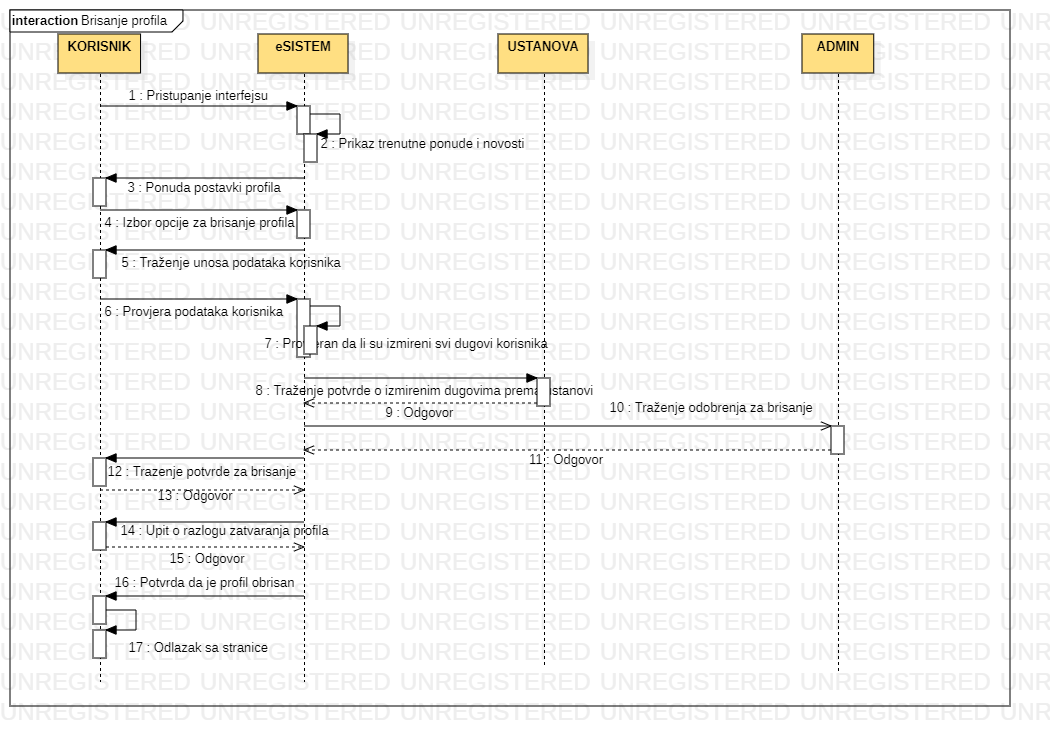 interaction Brisanje profila
KORISNIK
eSISTEM
USTANOVA
ADMIN
1 : Pristupanje interfejsu
2 : Prikaz trenutne ponude i novosti
3 : Ponuda postavki profila
4 : Izbor opcije za brisanje profila
5 : Traženje unosa podataka korisnika
6 : Provjera podataka korisnika
7 : da li su izmireni svi dugovi korisnika
8 : Traženje potvrde o izmirenim dugovima prema ustanovi
9 : Odgovor
10 : Traženje odobrenja za brisanje
11 : Odgovor
12 : Trazenje potvrde za brisanje
13 : Odgovor
14 : Upit o razlogu zatvaranja profila
15 : Odgovor
16 : Potvrda da je profil obrisan
17 : Odlazak sa stranice
UNREGISTERED